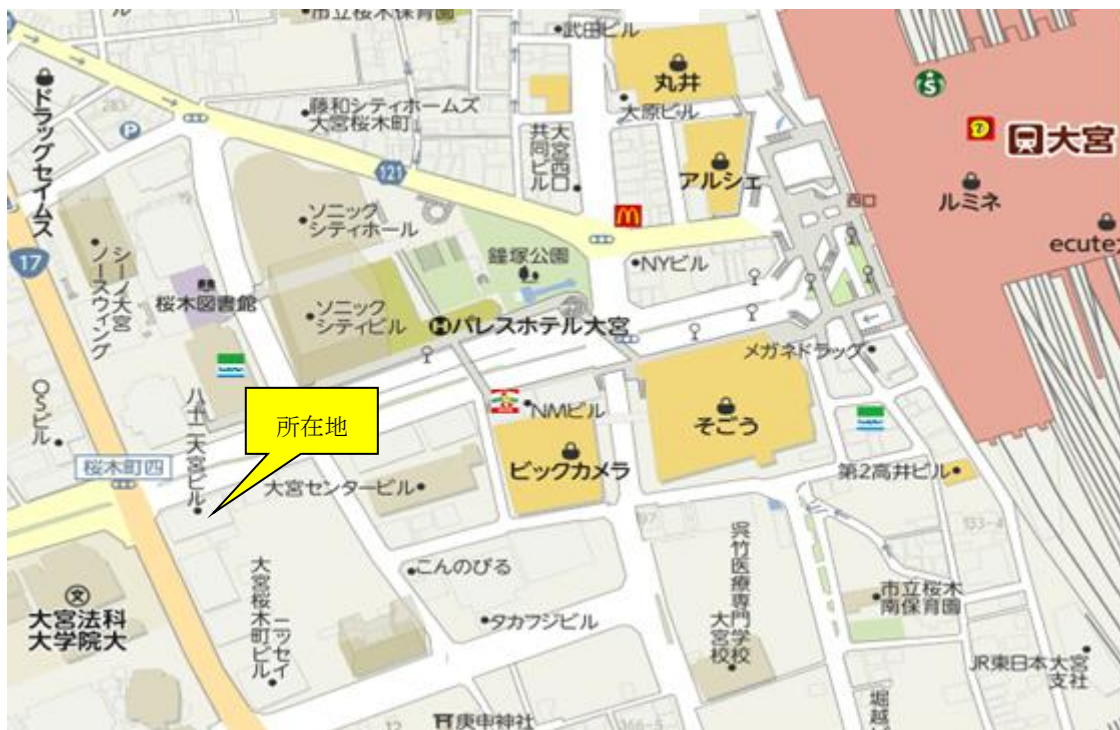 市立桜木保育園
ビル
武田ビル
丸井
大原ビル
ドラッグセイムス
283
P
藤和シティホームズ
大宮桜木町
大宮西口
共同ビル
アルシェ
S
大宮
ルミネ
ecute
西口
121
ソニック
シティホール
鐘塚公園
NYビル
17
シーノ大宮
ノースウィング
桜木図書館
ソニック
シティビル
H パレスホテル大宮
メガネドラッグ
FamilyMart
OSビル
八十二大宮ビル
所在地
NMビル
そごう
FamilyMart
桜木町四
大宮センタービル
ビックカメラ
第2高井ビル
133-4
呉竹医療専門学校
大宮校
文
大宮法科
大学院大
大宮桜木町ビル
ニッセイ
こんのびる
タカフジビル
市立桜木
南保育園
JR東日本大宮
支社
12
庚申神社
166-5
堀越